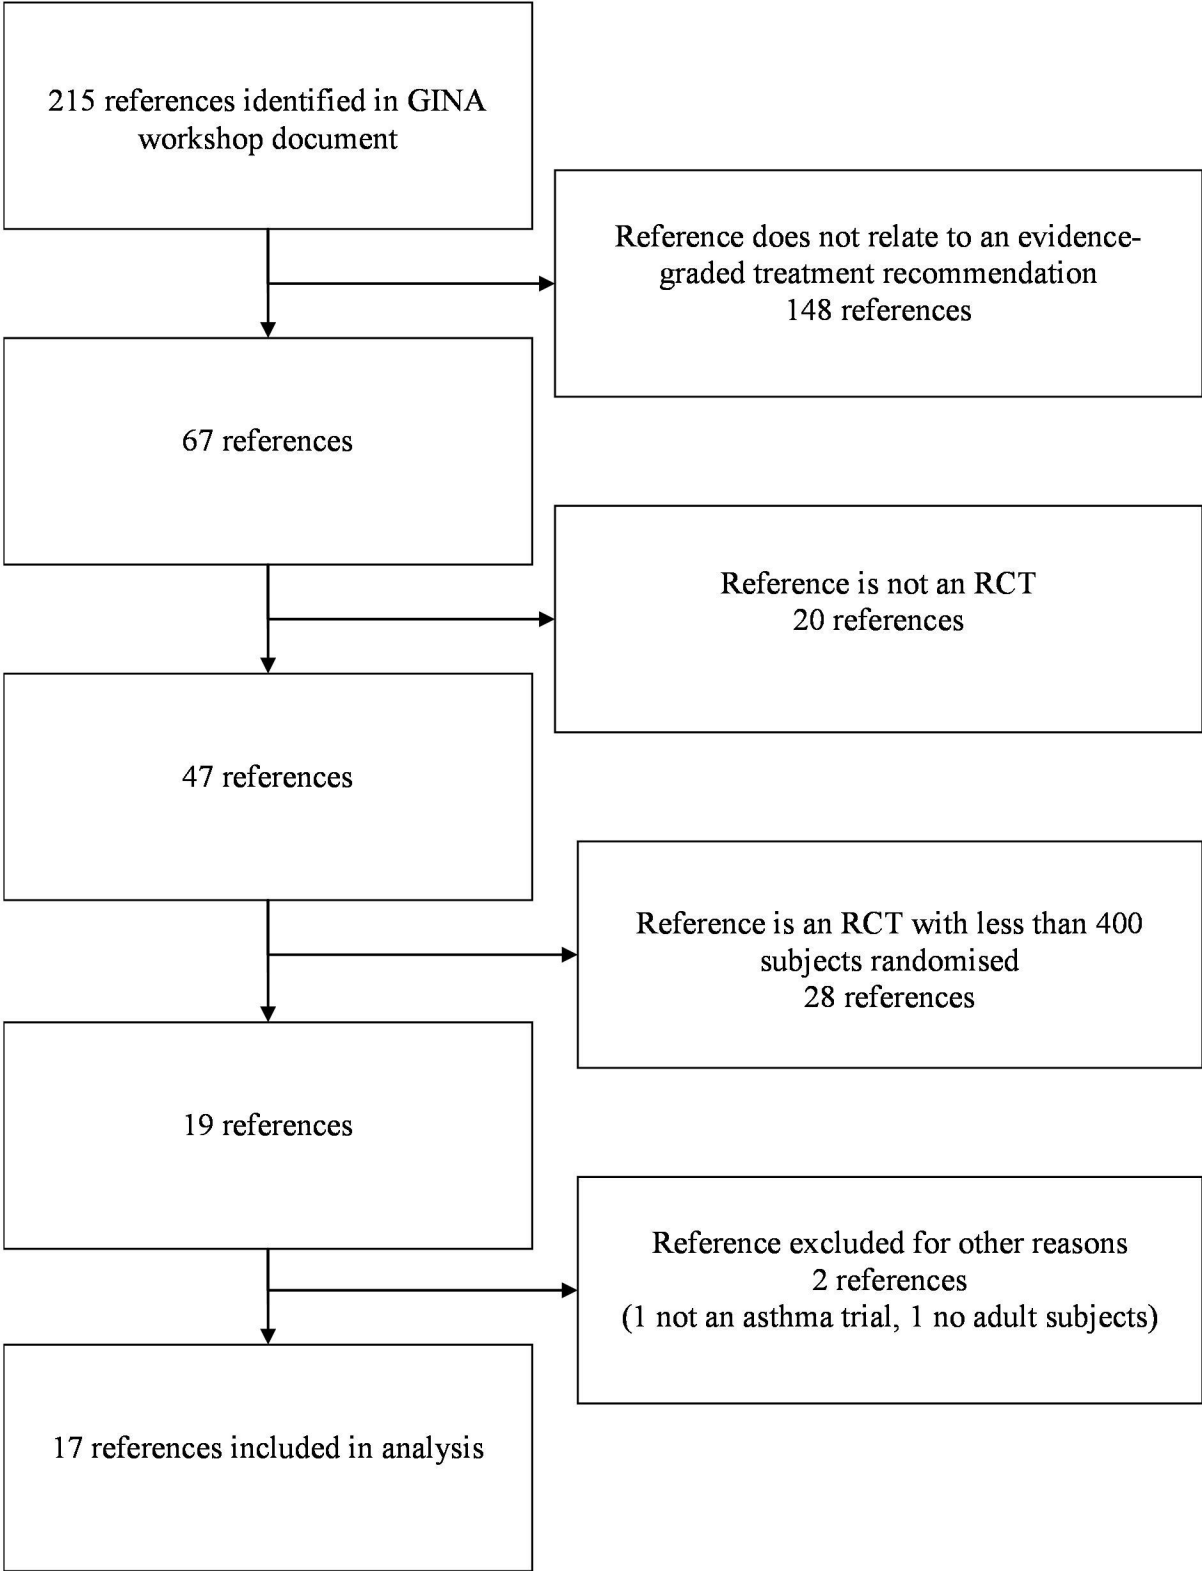 215 references identified in GINA
workshop document
Reference does not relate to an evidence-
graded treatment recommendation
148 references
67 references
Reference is not an RCT
20 references
47 references
Reference is an RCT with less than 400
subjects randomised
28 references
19 references
Reference excluded for other reasons
2 references
(1 not an asthma trial, 1 no adult subjects)
17 references included in analysis